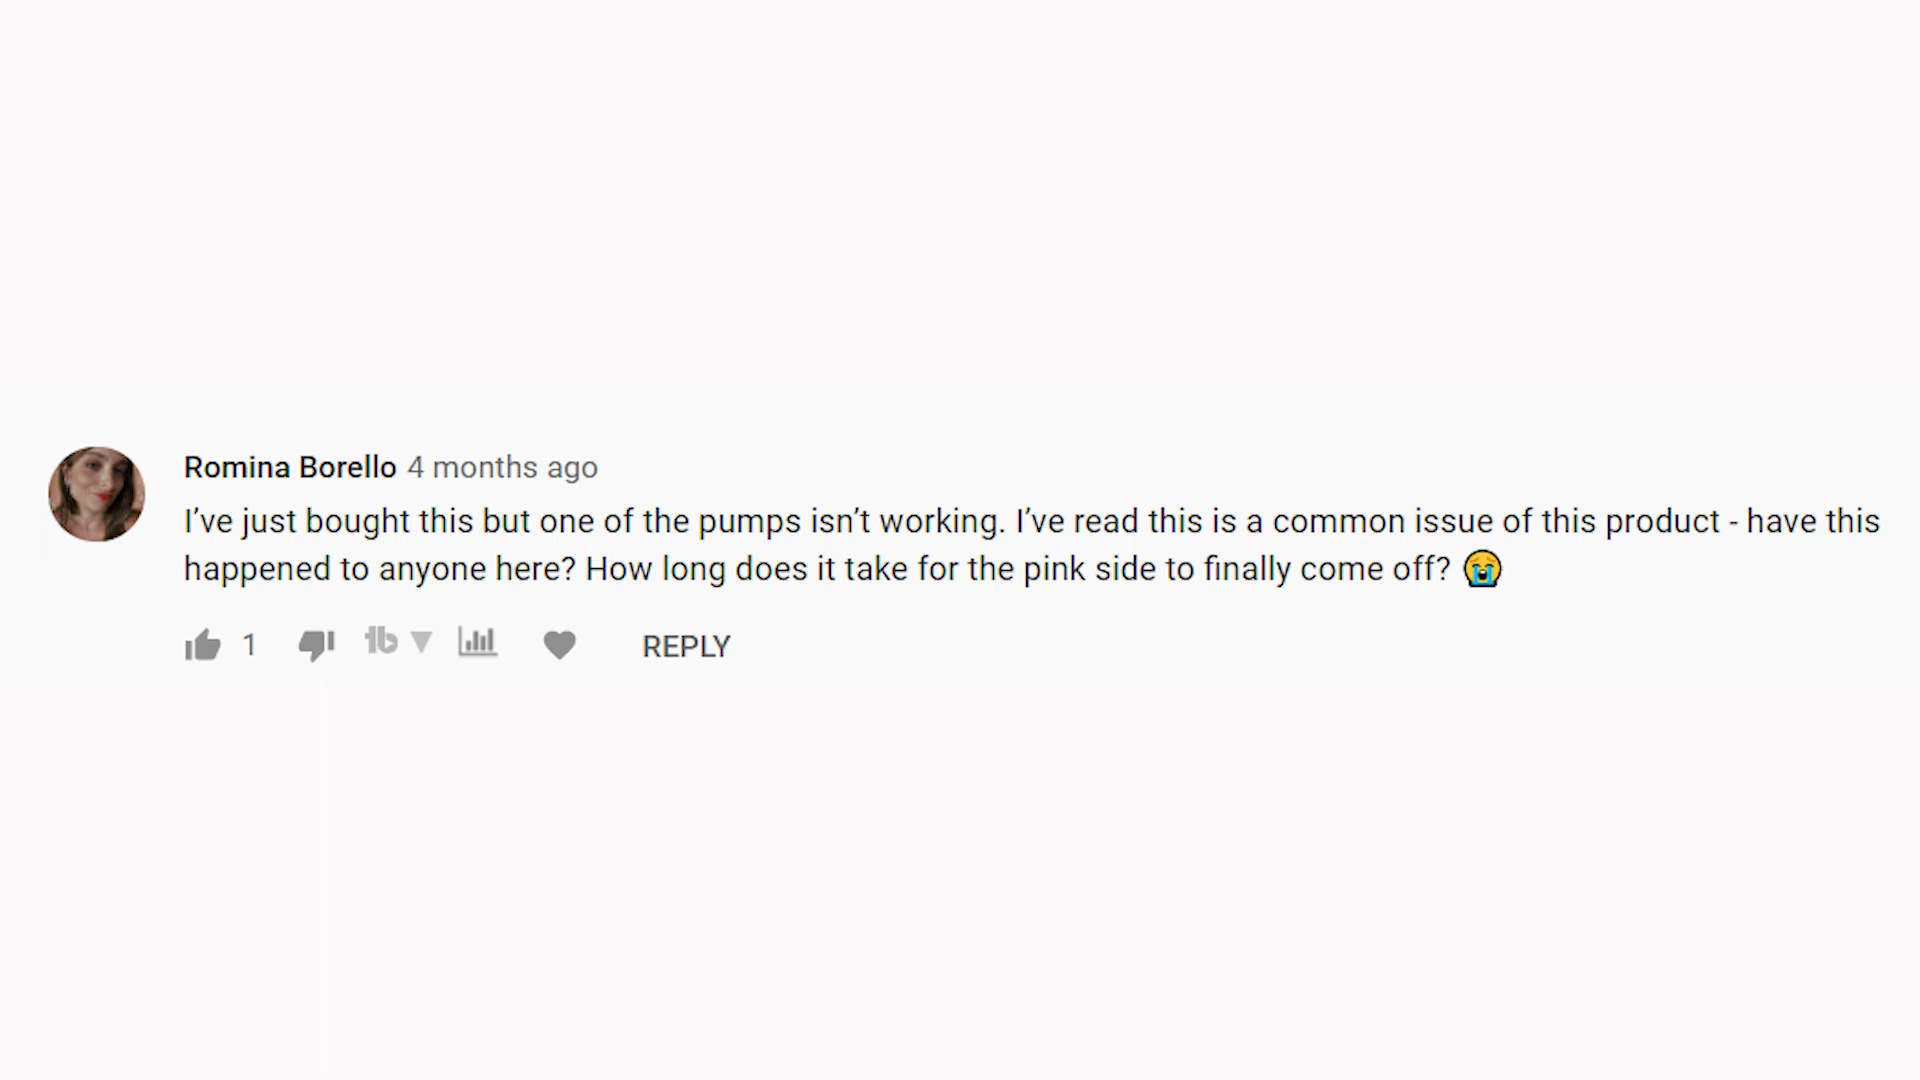 Romina Borello 4 months ago
I’ve just bought this but one of the pumps isn’t working. I’ve read this is a common issue of this product - have this
happened to anyone here? How long does it take for the pink side to finally come off? 😭
1 tb REPLY